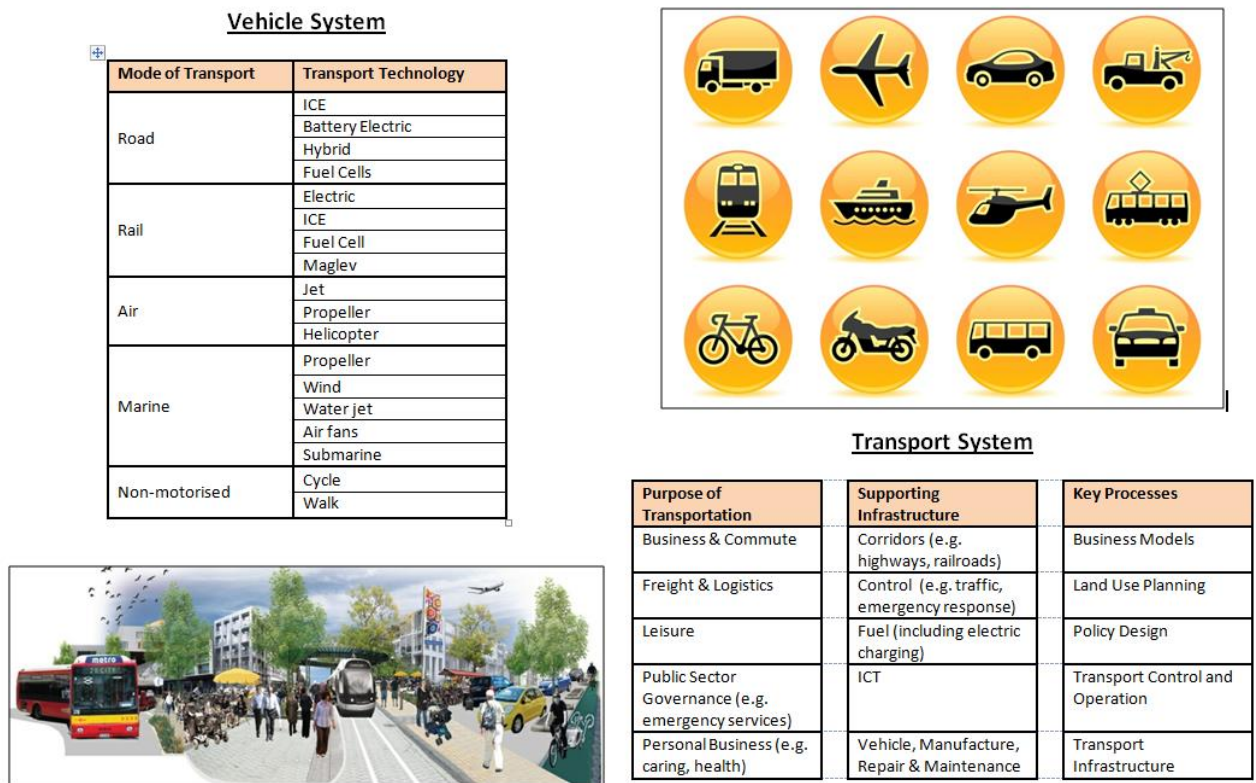 Vehicle System
Mode of Transport Transport Technology
Road
ICE
Battery Electric
Hybrid
Fuel Cells
Rail
Electric
ICE
Fuel Cell
Maglev
Air
Jet
Propeller
Helicopter
Marine
Propeller
Wind
Water jet
Air fans
Submarine
Non-motorised
Cycle
Walk
metro
Transport System
Purpose of
Transportation
Supporting
Infrastructure
Key Processes
Business & Commute
Corridors (e.g.
highways, railroads)
Business Models
Freight & Logistics
Control (e.g. traffic,
emergency response)
Land Use Planning
Leisure
Fuel (including electric
charging)
Policy Design
Public Sector
Governance (e.g.
emergency services)
ICT
Transport Control and
Operation
Personal Business (e.g.
caring, health)
Vehicle, Manufacture,
Repair & Maintenance
Transport
Infrastructure